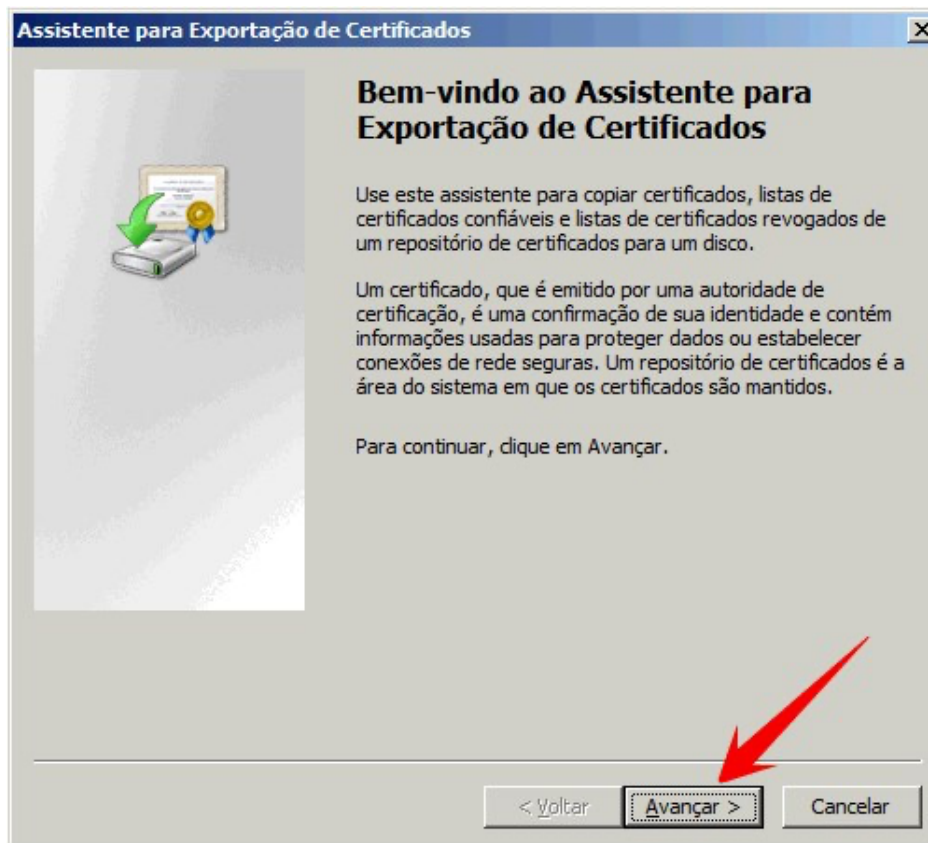 Assistente para Exportação de Certificados
Bem-vindo ao Assistente para
Exportação de Certificados
Use este assistente para copiar certificados, listas de
certificados confiáveis e listas de certificados revogados de
um repositório de certificados para um disco.
Um certificado, que é emitido por uma autoridade de
certificação, é uma confirmação de sua identidade e contém
informações usadas para proteger dados ou estabelecer
conexões de rede seguras. Um repositório de certificados é a
área do sistema em que os certificados são mantidos.
Para continuar, clique em Avançar.
< Voltar Avançar > Cancelar